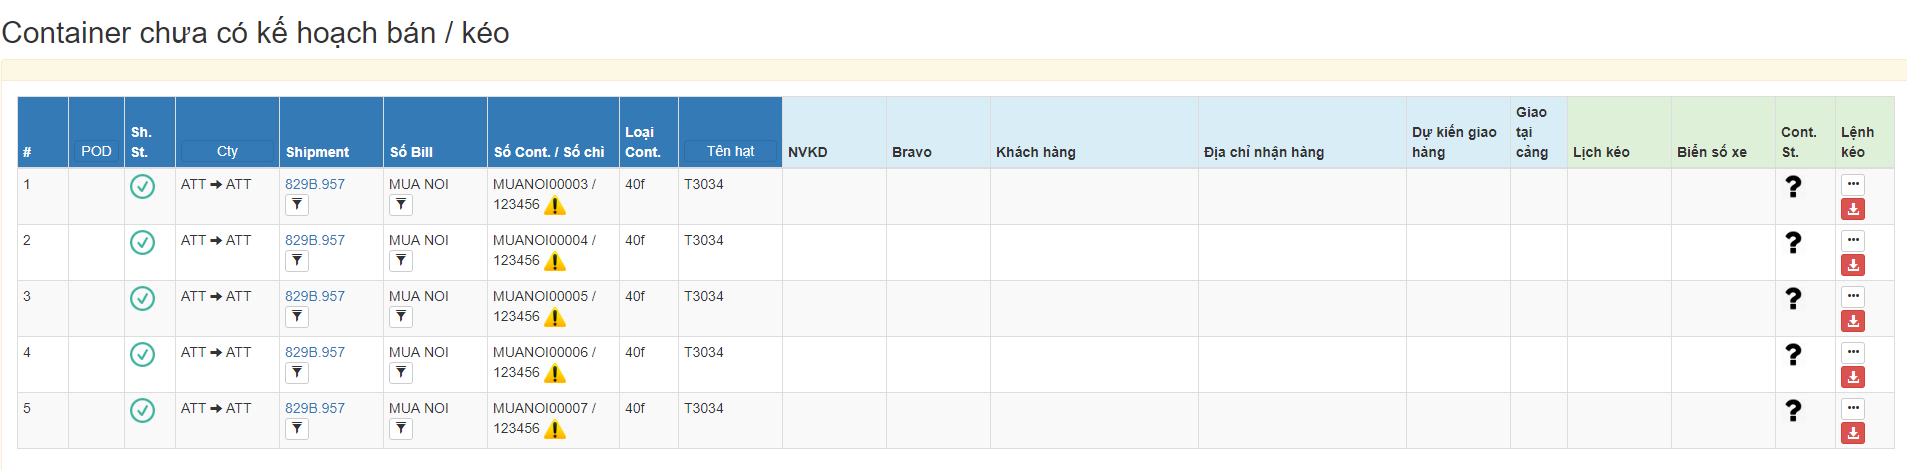 Container chưa có kế hoạch bán / kéo
# POD Sh. St. Cty Shipment Số Bill Số Cont. / Số chì Loại Cont. Tên hạt NVKD Bravo Khách hàng Địa chỉ nhận hàng Dự kiến giao hàng Giao tại cảng Lịch kéo Biển số xe Cont. St. Lệnh kéo
1 ATT ➜ ATT 829B.957 MUA NOI MUANOI00003 / 40f T3034
123456
2 ATT ➜ ATT 829B.957 MUA NOI MUANOI00004 / 40f T3034
123456
3 ATT ➜ ATT 829B.957 MUA NOI MUANOI00005 / 40f T3034
123456
4 ATT ➜ ATT 829B.957 MUA NOI MUANOI00006 / 40f T3034
123456
5 ATT ➜ ATT 829B.957 MUA NOI MUANOI00007 / 40f T3034
123456